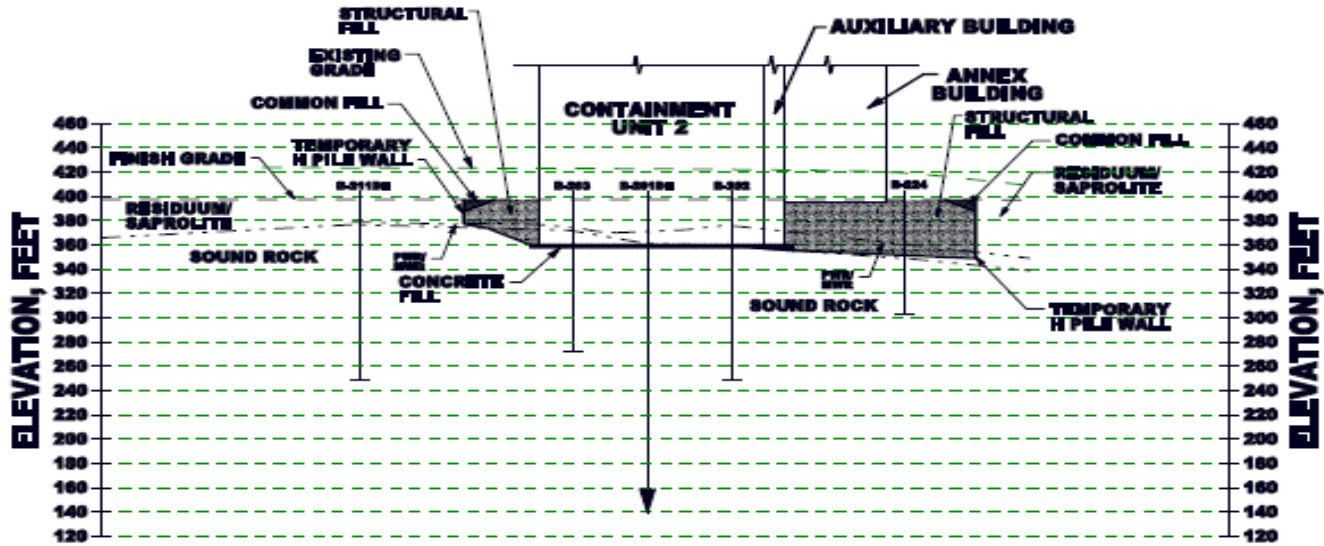 STRUCTURAL
FILL
AUXILIARY BUILDING
EXISTING
GRADE
ANNEX
BUILDING
COMMON FILL
CONTAINMENT
UNIT 2
STRUCTURAL
FILL
COMMON FILL
TEMPORARY
H PILE WALL
FINISH GRADE
RESIDUUM/
SAPROLITE
RESIDUUM/
SAPROLITE
SOUND ROCK
CONCRETE
FILL
SOUND ROCK
TEMPORARY
H PILE WALL
ELEVATION, FEET
460
440
420
400
380
360
340
320
300
280
260
240
220
200
180
160
140
120
460
440
420
400
380
360
340
320
300
280
260
240
220
200
180
160
140
120
ELEVATION, FEET